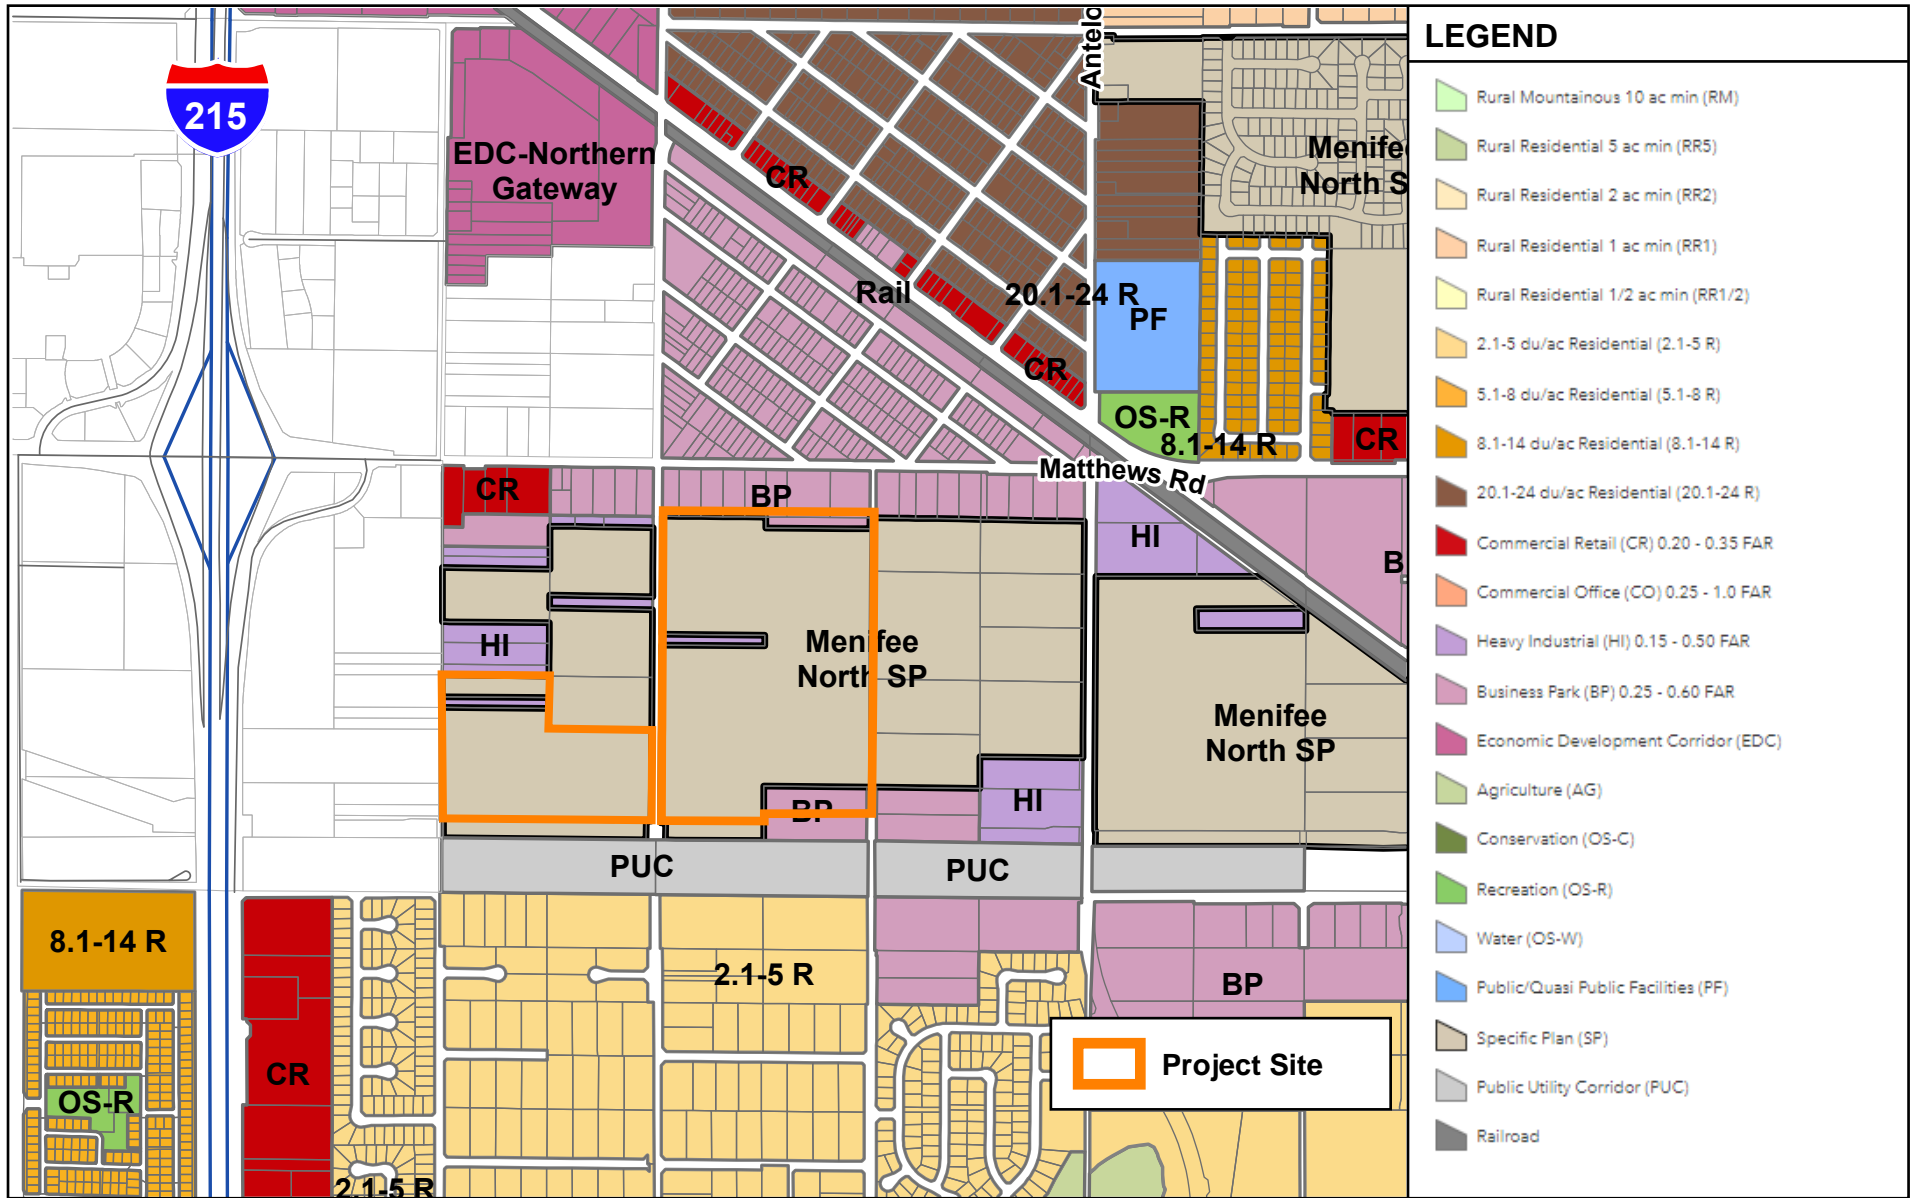 Antelo
215
EDC-Northern
Gateway
CR
Menife
North S
Rail
20.1-24 R
PF
CR
OS-R
8.1-14 R
CR
Matthews Rd
CR
BP
HI
B
HI
Menifee
North SP
Menifee
North SP
BP
HI
PUC
PUC
8.1-14 R
2.1-5 R
BP
CR
OS-R
2.1-5 R
Project Site
LEGEND
Rural Mountainous 10 ac min (RM)
Rural Residential 5 ac min (RR5)
Rural Residential 2 ac min (RR2)
Rural Residential 1 ac min (RR1)
Rural Residential 1/2 ac min (RR1/2)
2.1-5 du/ac Residential (2.1-5 R)
5.1-8 du/ac Residential (5.1-8 R)
8.1-14 du/ac Residential (8.1-14 R)
20.1-24 du/ac Residential (20.1-24 R)
Commercial Retail (CR) 0.20 - 0.35 FAR
Commercial Office (CO) 0.25 - 1.0 FAR
Heavy Industrial (HI) 0.15 - 0.50 FAR
Business Park (BP) 0.25 - 0.60 FAR
Economic Development Corridor (EDC)
Agriculture (AG)
Conservation (OS-C)
Recreation (OS-R)
Water (OS-W)
Public/Quasi Public Facilities (PF)
Specific Plan (SP)
Public Utility Corridor (PUC)
Railroad